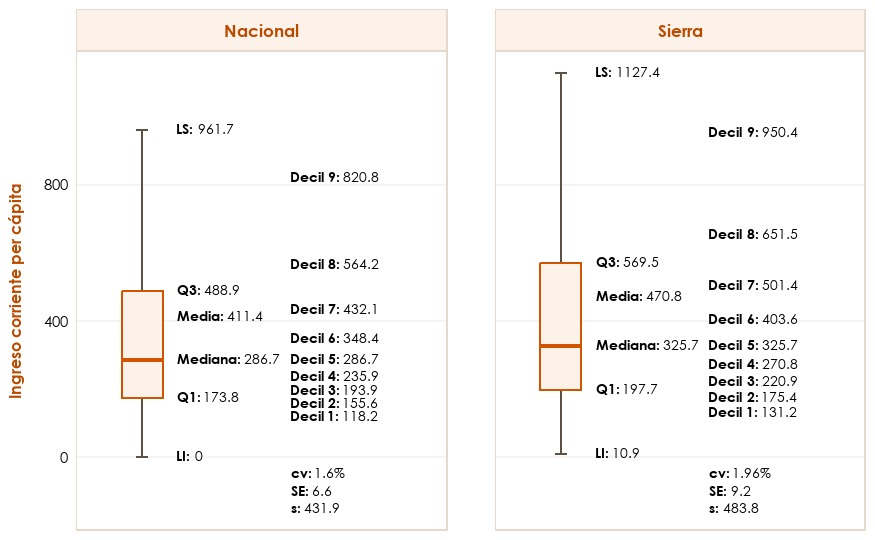 Nacional
Ingreso corriente per cápita
800
400
0
LS: 961.7
Decil 9: 820.8
Decil 8: 564.2
Q3: 488.9
Decil 7: 432.1
Media: 411.4
Decil 6: 348.4
Mediana: 286.7
Decil 5: 286.7
Decil 4: 235.9
Decil 3: 193.9
Q1: 173.8
Decil 2: 155.6
Decil 1: 118.2
LI: 0
cv: 1.6%
SE: 6.6
s: 431.9
Sierra
LS: 1127.4
Decil 9: 950.4
Decil 8: 651.5
Q3: 569.5
Decil 7: 501.4
Media: 470.8
Decil 6: 403.6
Mediana: 325.7
Decil 5: 325.7
Decil 4: 270.8
Decil 3: 220.9
Q1: 197.7
Decil 2: 175.4
Decil 1: 131.2
LI: 10.9
cv: 1.96%
SE: 9.2
s: 483.8